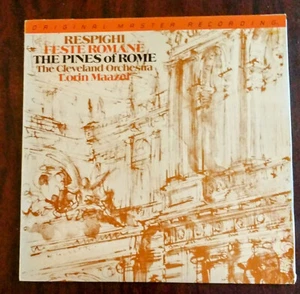 ORIGINAL MASTER RECORDING
RESPIGHI
FESTE ROMANE
THE PINES of ROME
The Cleveland Orchestra
Lorin Maazel